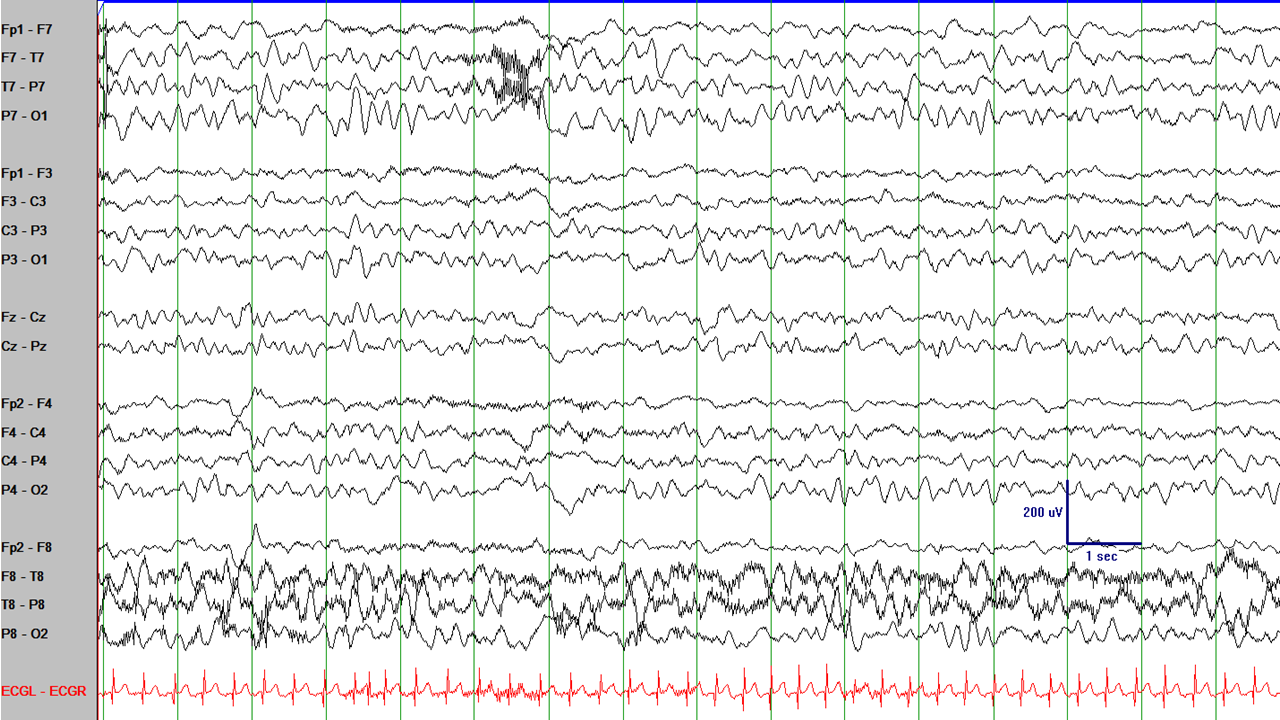 Fp1 - F7
F7 - T7
T7 - P7
P7 - O1
Fp1 - F3
F3 - C3
C3 - P3
P3 - O1
Fz - Cz
Cz - Pz
Fp2 - F4
F4 - C4
C4 - P4
P4 - O2
200 uV
Fp2 - F8
1 sec
F8 - T8
T8 - P8
P8 - O2
ECGL - ECGR